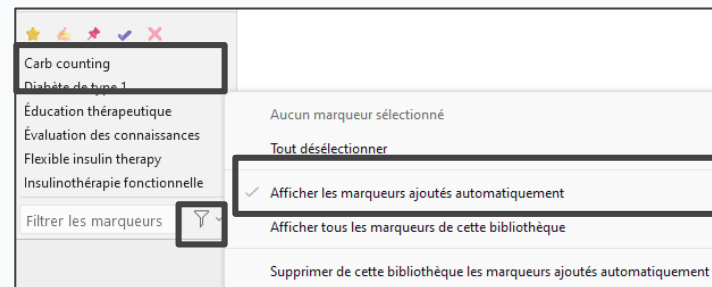 Carb counting
Diabète de type 1
Éducation thérapeutique
Évaluation des connaissances
Flexible insulin therapy
Insulinothérapie fonctionnelle
Filtrer les marqueurs
Aucun marqueur sélectionné
Tout désélectionner
Afficher les marqueurs ajoutés automatiquement
Afficher tous les marqueurs de cette bibliothèque
Supprimer de cette bibliothèque les marqueurs ajoutés automatiquement